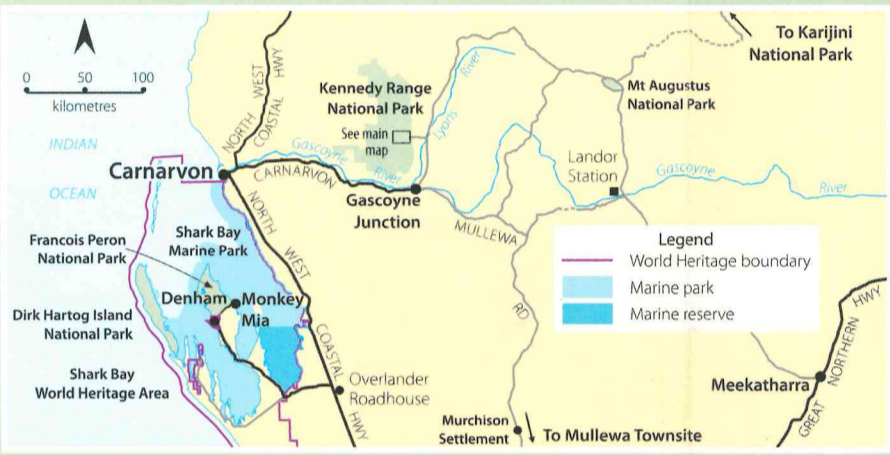 To Karijini
National Park
0 50 100
kilometres
NORTH WEST
COASTAL HWY
Kennedy Range
National Park
See main
map
Lyons River
Mt Augustus
National Park
INDIAN
OCEAN
Carnarvon
Gascoyne River
CARNARVON
Gascoyne
Junction
MULLEWA
RD
Landor
Station
Gascoyne River
Francois Peron
National Park
Shark Bay
Marine Park
NORTH WEST COASTAL HWY
Denham
Monkey
Mia
Dirk Hartog Island
National Park
Shark Bay
World Heritage Area
Overlander
Roadhouse
Legend
World Heritage boundary
Marine park
Marine reserve
Meekatharra
GREAT NORTHERN HWY
Murchison
Settlement
To Mullewa Townsite